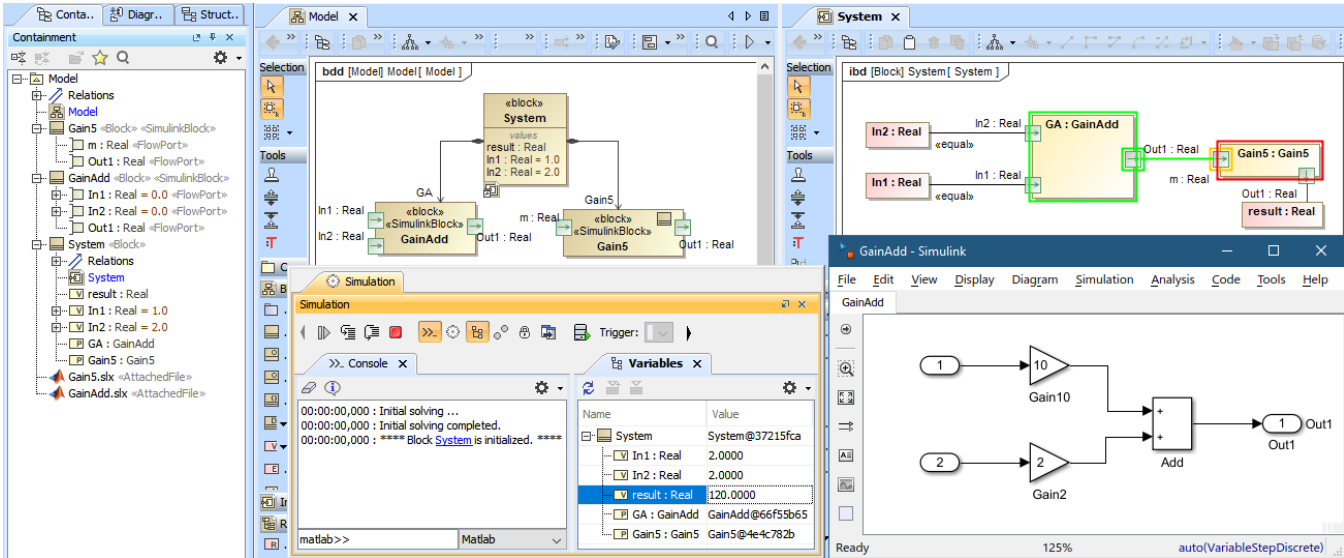 Conta..
Diagr..
Struct..
Containment
Model
Relations
Model
Gain5 «Block» «SimulinkBlock»
m : Real «FlowPort»
Out1 : Real «FlowPort»
GainAdd «Block» «SimulinkBlock»
In1 : Real = 0.0 «FlowPort»
In2 : Real = 0.0 «FlowPort»
Out1 : Real «FlowPort»
System «Block»
Relations
System
result : Real
In1 : Real = 1.0
In2 : Real = 2.0
GA : GainAdd
Gain5 : Gain5
Gain5.slx «AttachedFile»
GainAdd.slx «AttachedFile»
Model
Selection
Tools
bdd [Model] Model[ Model ]
«block»
System
values
result : Real
In1 : Real = 1.0
In2 : Real = 2.0
GA
Gain5
In1 : Real
In2 : Real
«block»
«SimulinkBlock»
GainAdd
Out1 : Real
m : Real
«block»
«SimulinkBlock»
Gain5
Out1 : Real
System
Selection
Tools
ibd [Block] System[ System ]
In2 : Real
In2 : Real
«equal»
GA : GainAdd
In1 : Real
In1 : Real
«equal»
Out1 : Real
m : Real
Gain5 : Gain5
Out1 : Real
result : Real
Simulation
Simulation
Trigger:
Console
00:00:00,000 : Initial solving ...
00:00:00,000 : Initial solving completed.
00:00:00,000 : **** Block System is initialized. ****
matlab>>
Matlab
Variables
Name Value
System System@37215fca
In1 : Real 2.0000
In2 : Real 2.0000
result : Real 120.0000
GA : GainAdd GainAdd@66f55b65
Gain5 : Gain5 Gain5@4e4c782b
GainAdd - Simulink
File Edit View Display Diagram Simulation Analysis Code Tools Help
GainAdd
1
10
Gain10
2
2
Gain2
+
+
Add
1
Out1
Out1
Ready
125%
auto(VariableStepDiscrete)